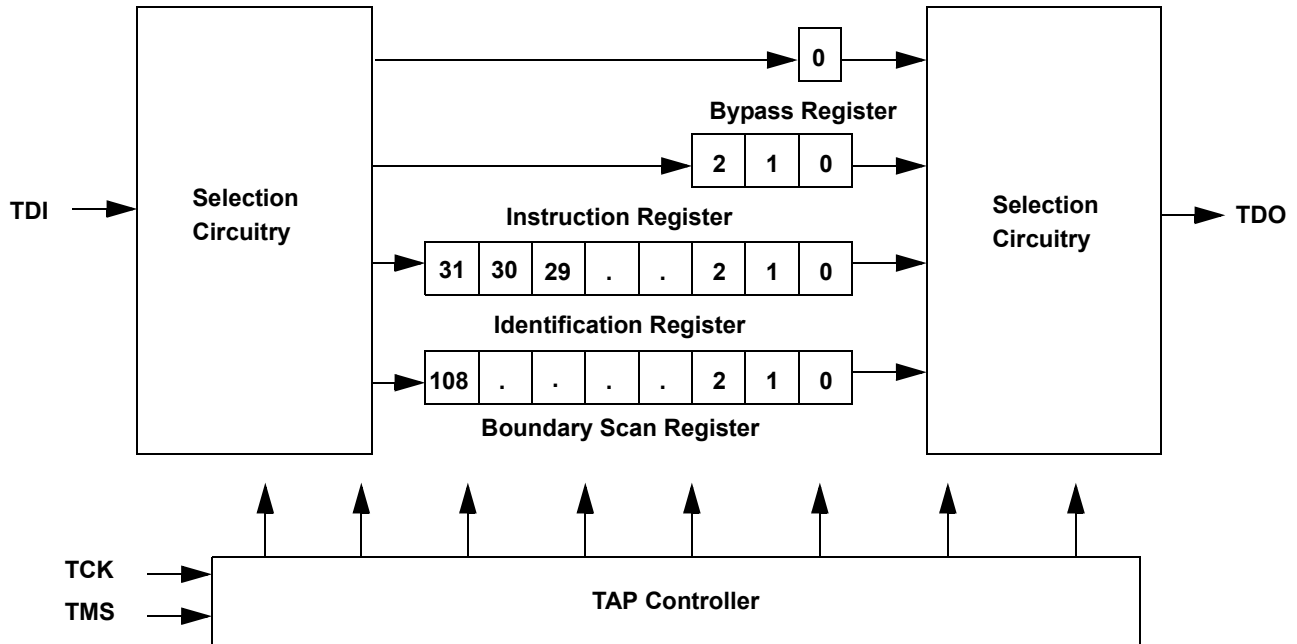 0
Bypass Register
2 1 0
Selection
Circuitry
Selection
Circuitry
TDI
TDO
Instruction Register
31 30 29 . . 2 1 0
Identification Register
108 . . . . 2 1 0
Boundary Scan Register
TCK
TMS
TAP Controller